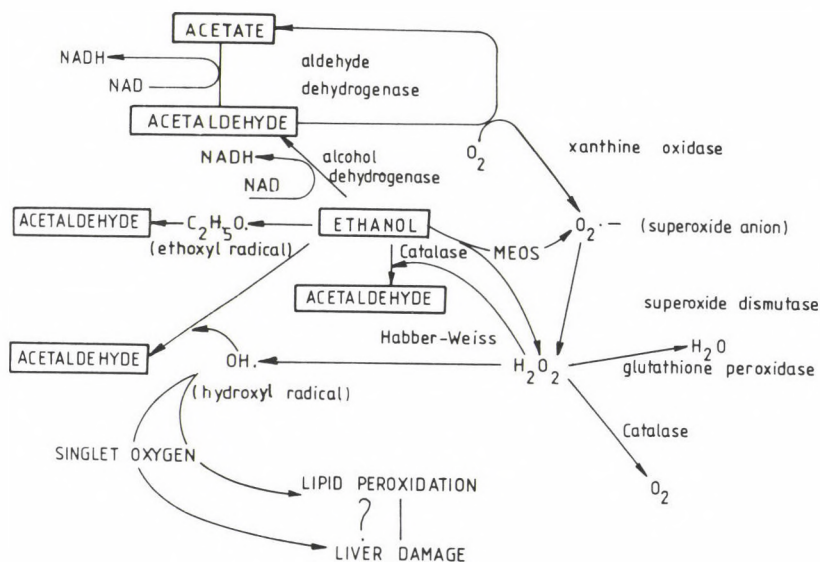 ACETATE
NADH
NAD
aldehyde
dehydrogenase
ACETALDEHYDE
O2
xanthine oxidase
NADH
NAD
alcohol
dehydrogenase
ACETALDEHYDE
C2H5O.
(ethoxyl radical)
ETHANOL
Catalase
MEOS
O2.–
(superoxide anion)
ACETALDEHYDE
superoxide dismutase
Habber-Weiss
ACETALDEHYDE
OH.
(hydroxyl radical)
H2O2
H2O
glutathione peroxidase
Catalase
O2
SINGLET OXYGEN
LIPID PEROXIDATION
?
LIVER DAMAGE